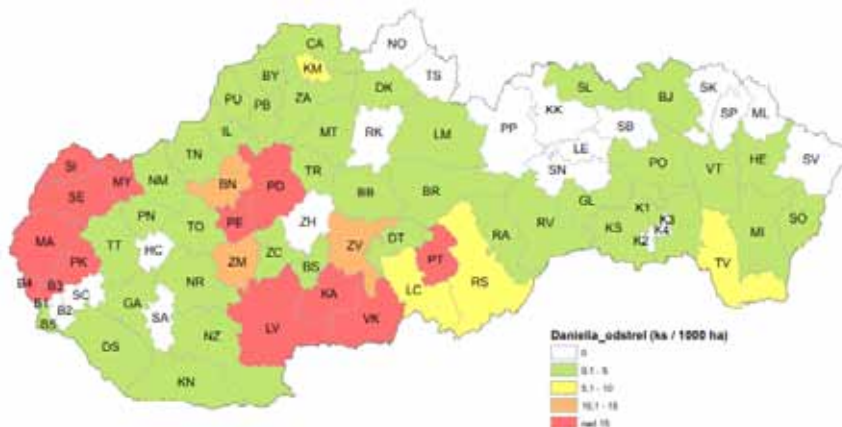 CA
NO
KM
TS
BY
PU
PB
ZA
DK
SL
BJ
SK
SP
ML
KK
IL
MT
RK
LM
PP
SB
LE
TN
SI
MY
NM
BN
PD
TR
SN
PO
VT
HE
SV
SE
BB
BR
GL
PN
TO
PE
ZH
K1
K3
K4
K2
KS
RV
RA
SO
MI
MA
PK
TT
HC
ZM
ZC
BS
ZV
DT
PT
TV
B4
B3
SC
B1
B2
B5
GA
SA
NR
KA
LC
RS
DS
NZ
LV
VK
KN
Daniella_odstrel (ks / 1000 ha)
0
0,1 - 5
5,1 - 10
10,1 - 15
nad 15